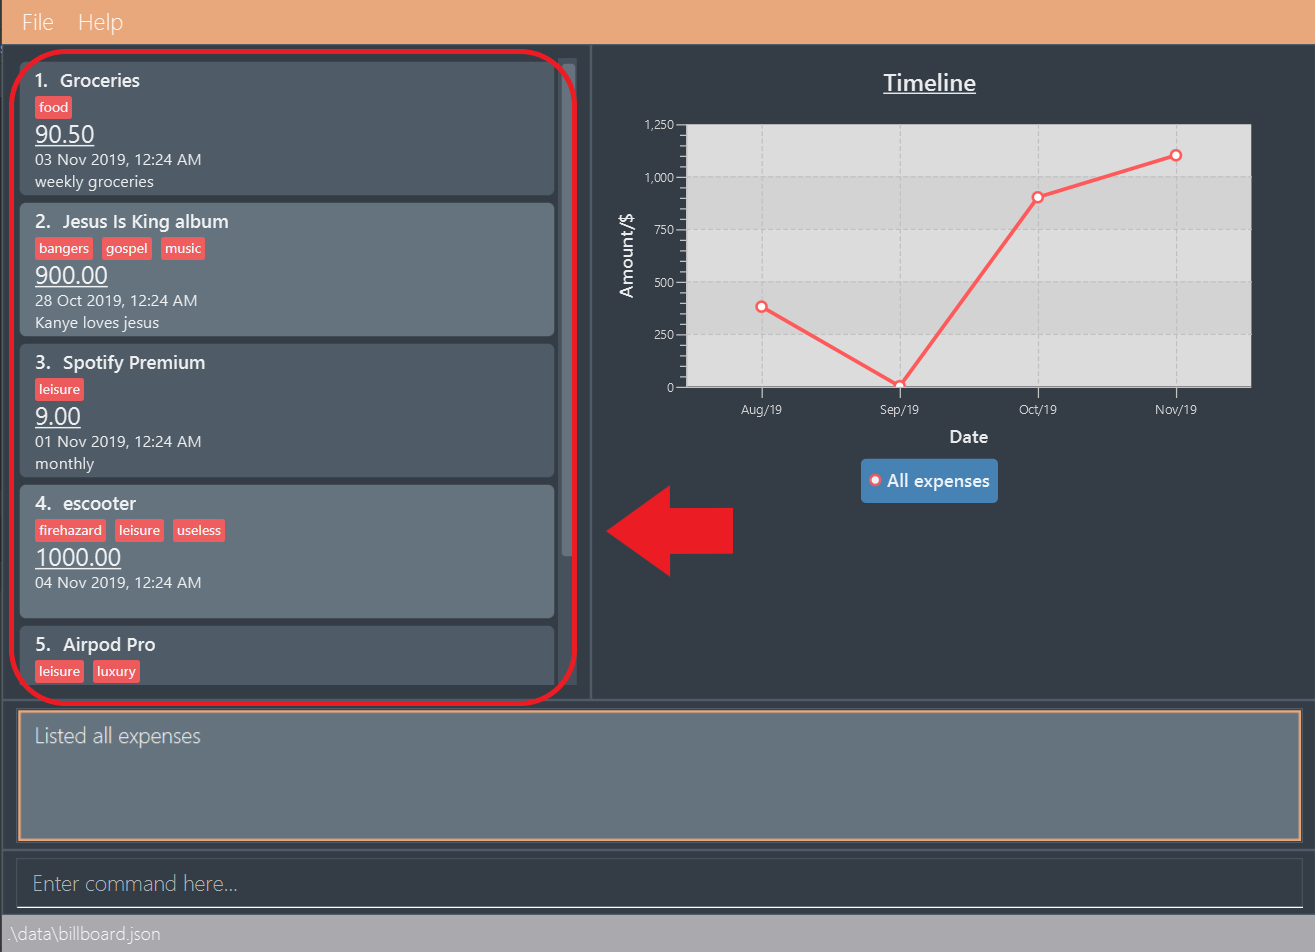 File Help
1. Groceries
food
90.50
03 Nov 2019, 12:24 AM
weekly groceries
2. Jesus Is King album
bangers gospel music
900.00
28 Oct 2019, 12:24 AM
Kanye loves jesus
3. Spotify Premium
leisure
9.00
01 Nov 2019, 12:24 AM
monthly
4. escooter
firehazard leisure useless
1000.00
04 Nov 2019, 12:24 AM
5. Airpod Pro
leisure luxury
Timeline
1,250
1,000
750
500
250
0
Amount/$
Aug/19 Sep/19 Oct/19 Nov/19
Date
All expenses
Listed all expenses
Enter command here...
.\data\billboard.json